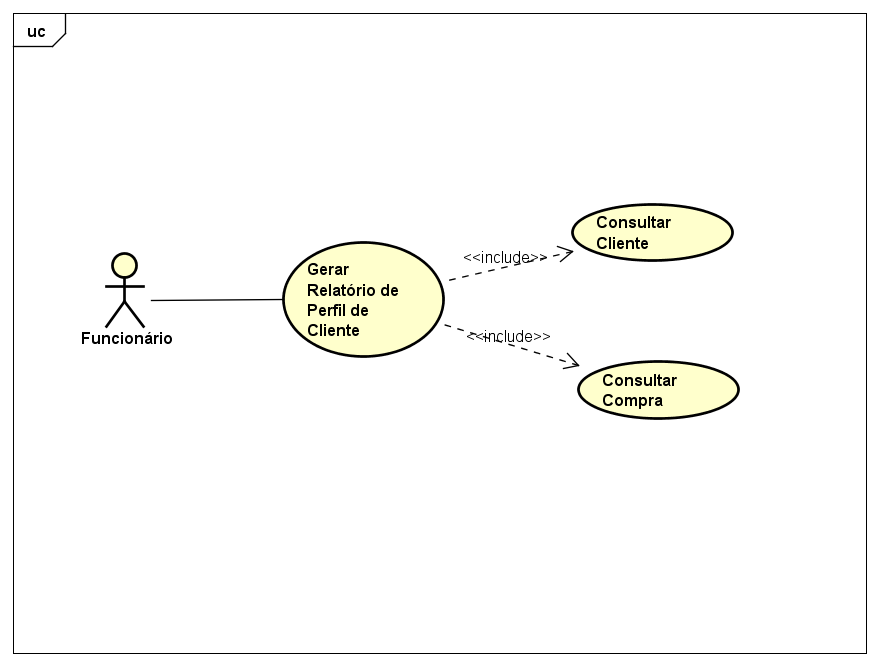 uc
Funcionário
Gerar
Relatório de
Perfil de
Cliente
<<include>>
<<include>>
Consultar
Cliente
Consultar
Compra